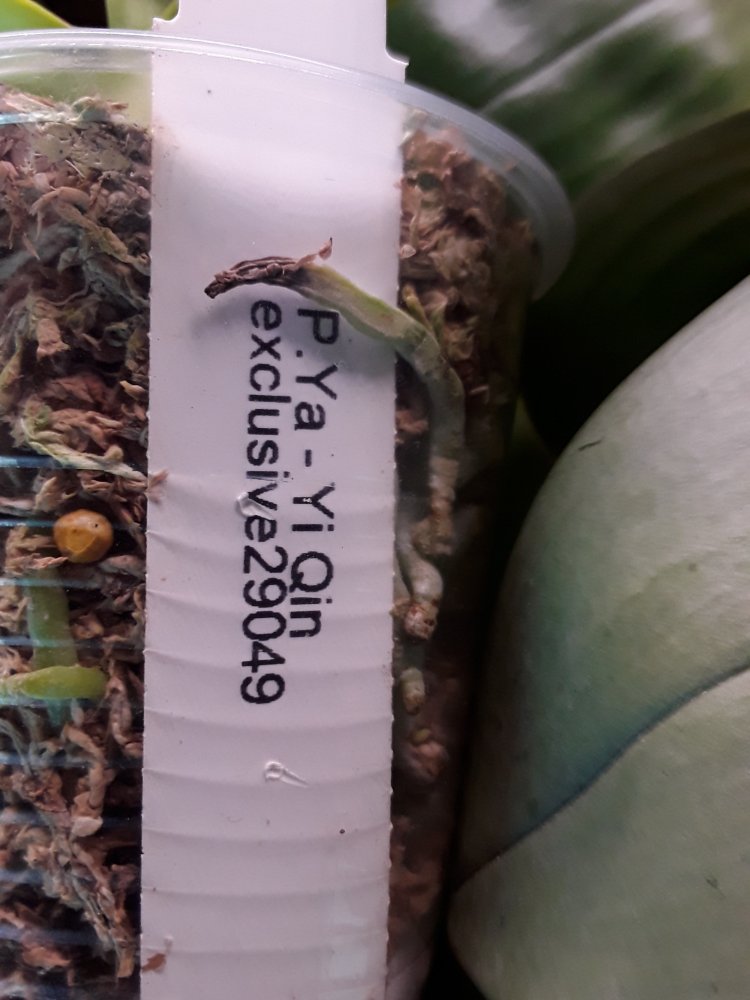 P.Ya - Yi Qin
exclusive29049